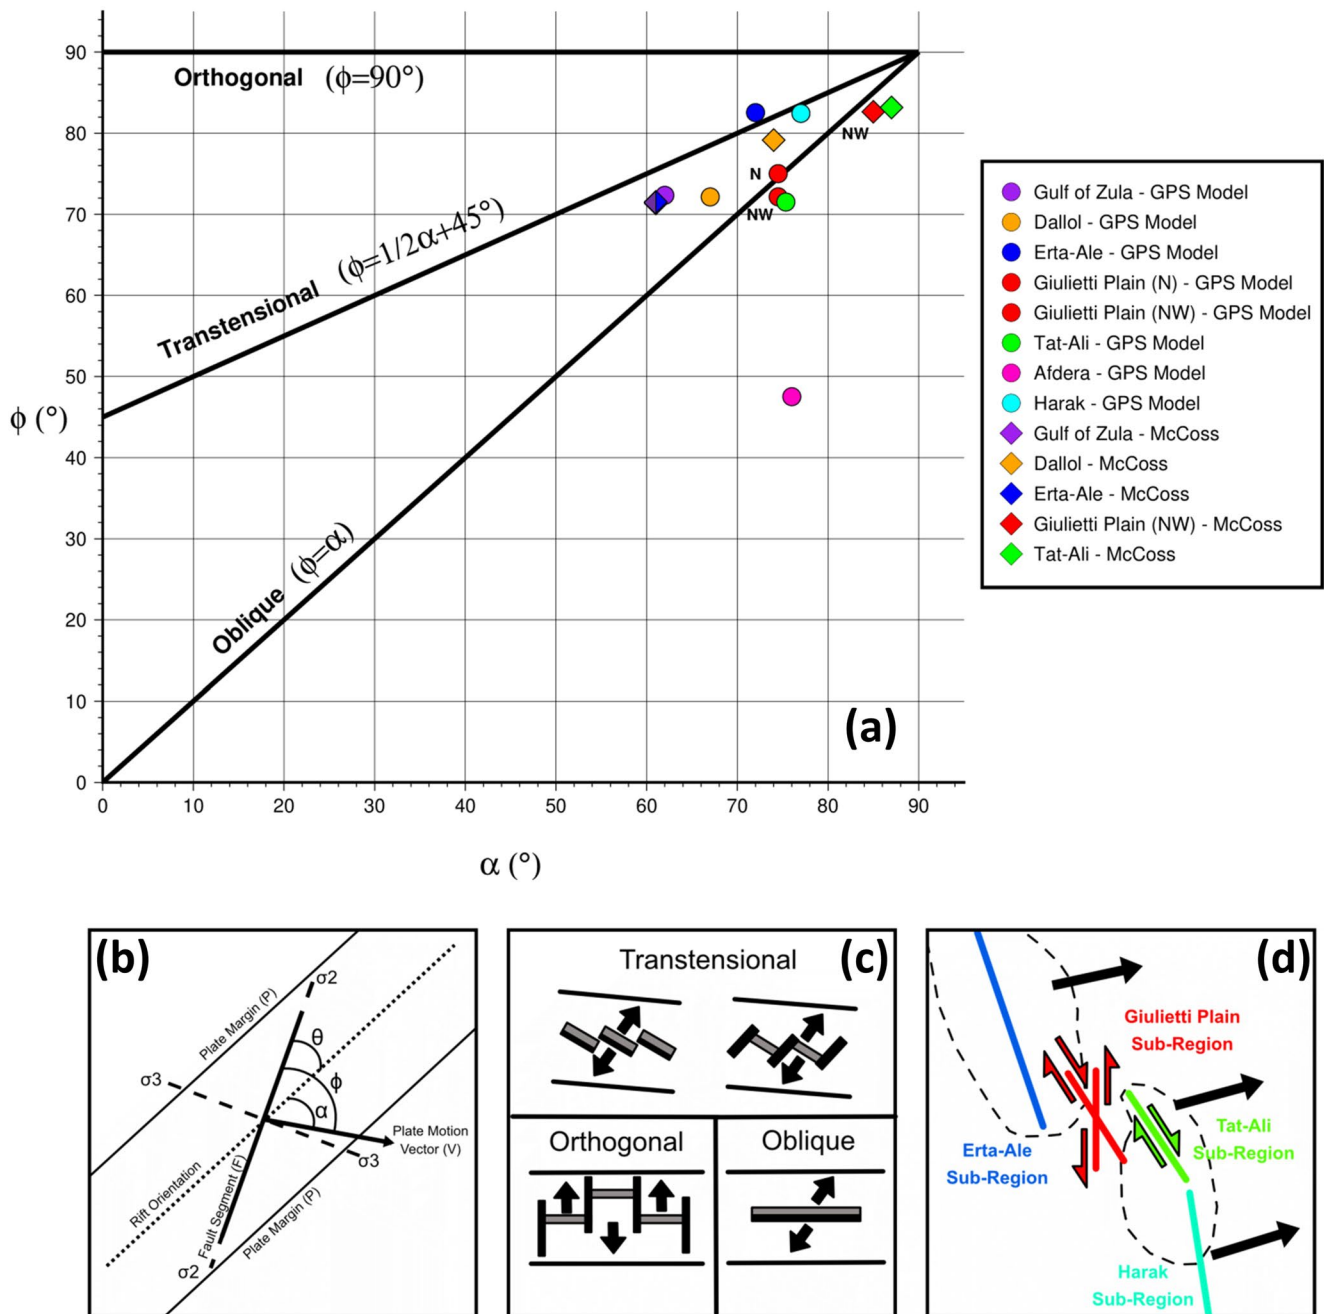 90
80
70
60
50
40
30
20
10
0
ϕ (°)
Orthogonal (ϕ=90°)
Transtensional (ϕ=1/2α+45°)
Oblique (ϕ=α)
NW
N
NW
(a)
0 10 20 30 40 50 60 70 80 90
α (°)
Gulf of Zula - GPS Model
Dallol - GPS Model
Erta-Ale - GPS Model
Giulietti Plain (N) - GPS Model
Giulietti Plain (NW) - GPS Model
Tat-Ali - GPS Model
Afdera - GPS Model
Harak - GPS Model
Gulf of Zula - McCoss
Dallol - McCoss
Erta-Ale - McCoss
Giulietti Plain (NW) - McCoss
Tat-Ali - McCoss
(b)
σ2
Plate Margin (P)
θ
σ3
ϕ
α
Plate Motion
Vector (V)
σ3
Rift Orientation
Fault Segment (F)
Plate Margin (P)
σ2
(c)
Transtensional
Orthogonal
Oblique
(d)
Giulietti Plain
Sub-Region
Tat-Ali
Sub-Region
Erta-Ale
Sub-Region
Harak
Sub-Region